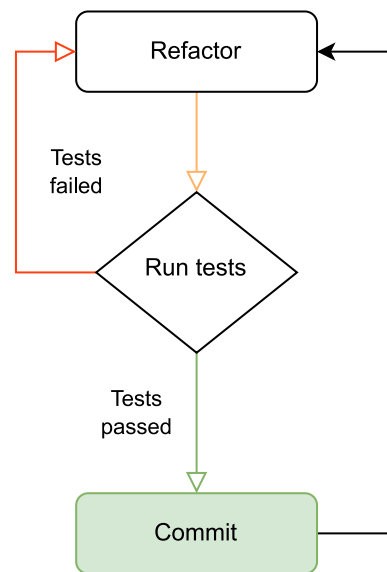 Refactor
Tests
failed
Run tests
Tests
passed
Commit